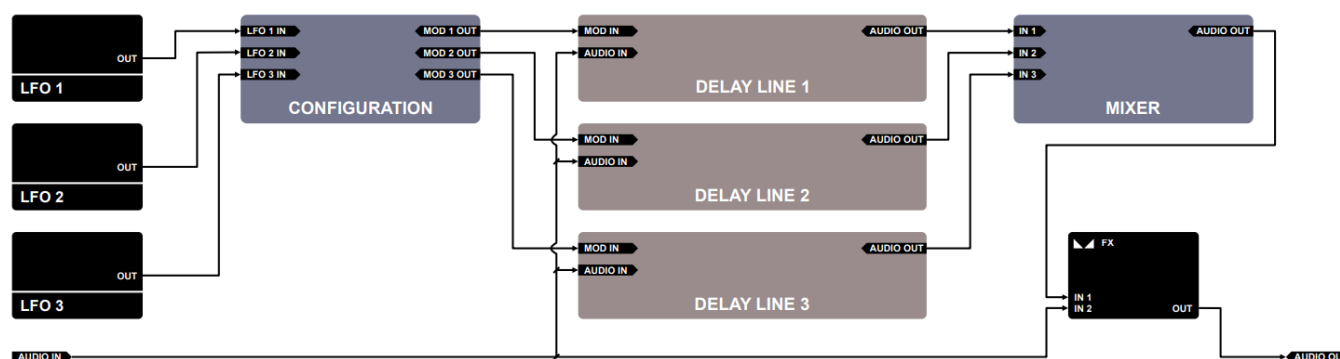 OUT
LFO 1
OUT
LFO 2
OUT
LFO 3
LFO 1 IN
LFO 2 IN
LFO 3 IN
MOD 1 OUT
MOD 2 OUT
MOD 3 OUT
CONFIGURATION
MOD IN
AUDIO IN
AUDIO OUT
DELAY LINE 1
MOD IN
AUDIO IN
AUDIO OUT
DELAY LINE 2
MOD IN
AUDIO IN
AUDIO OUT
DELAY LINE 3
IN 1
IN 2
IN 3
AUDIO OUT
MIXER
FX
IN 1
IN 2
OUT
AUDIO IN
AUDIO OUT